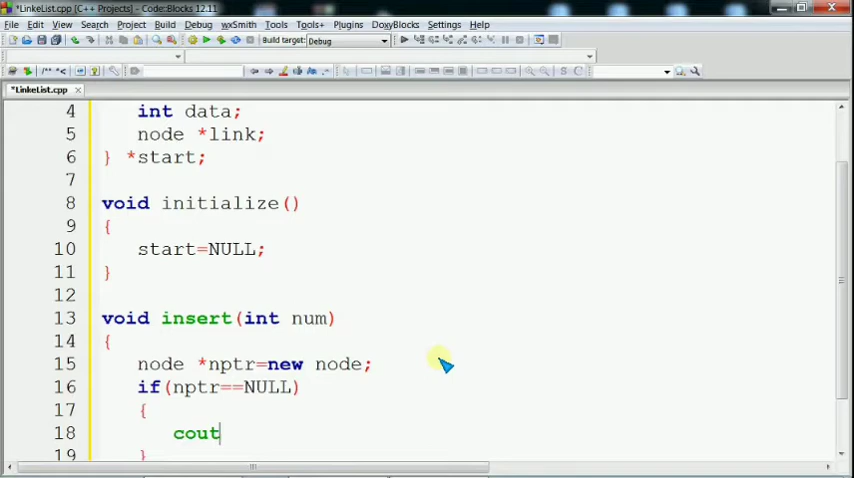 *LinkeList.cpp [C++ Projects] - Code::Blocks 12.11
File Edit View Search Project Build Debug wxSmith Tools Tools+ Plugins DoxyBlocks Settings Help
Build target: Debug
/** *<
S C
*LinkeList.cpp
4 int data;
5 node *link;
6 } *start;
7
8 void initialize()
9 {
10 start=NULL;
11 }
12
13 void insert(int num)
14 {
15 node *nptr=new node;
16 if(nptr==NULL)
17 {
18 cout
19 }